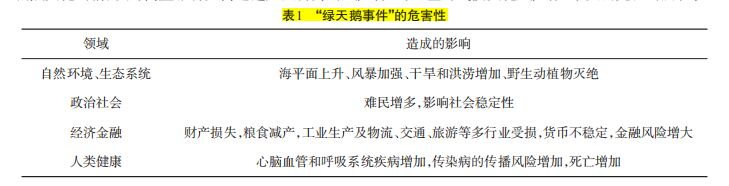 表1 “绿天鹅事件”的危害性
领域 造成的影响
自然环境、生态系统 海平面上升、风暴加强、干旱和洪涝增加、野生动植物灭绝
政治社会 难民增多,影响社会稳定性
经济金融 财产损失,粮食减产,工业生产及物流、交通、旅游等多行业受损,货币不稳定,金融风险增大
人类健康 心脑血管和呼吸系统疾病增加,传染病的传播风险增加,死亡增加